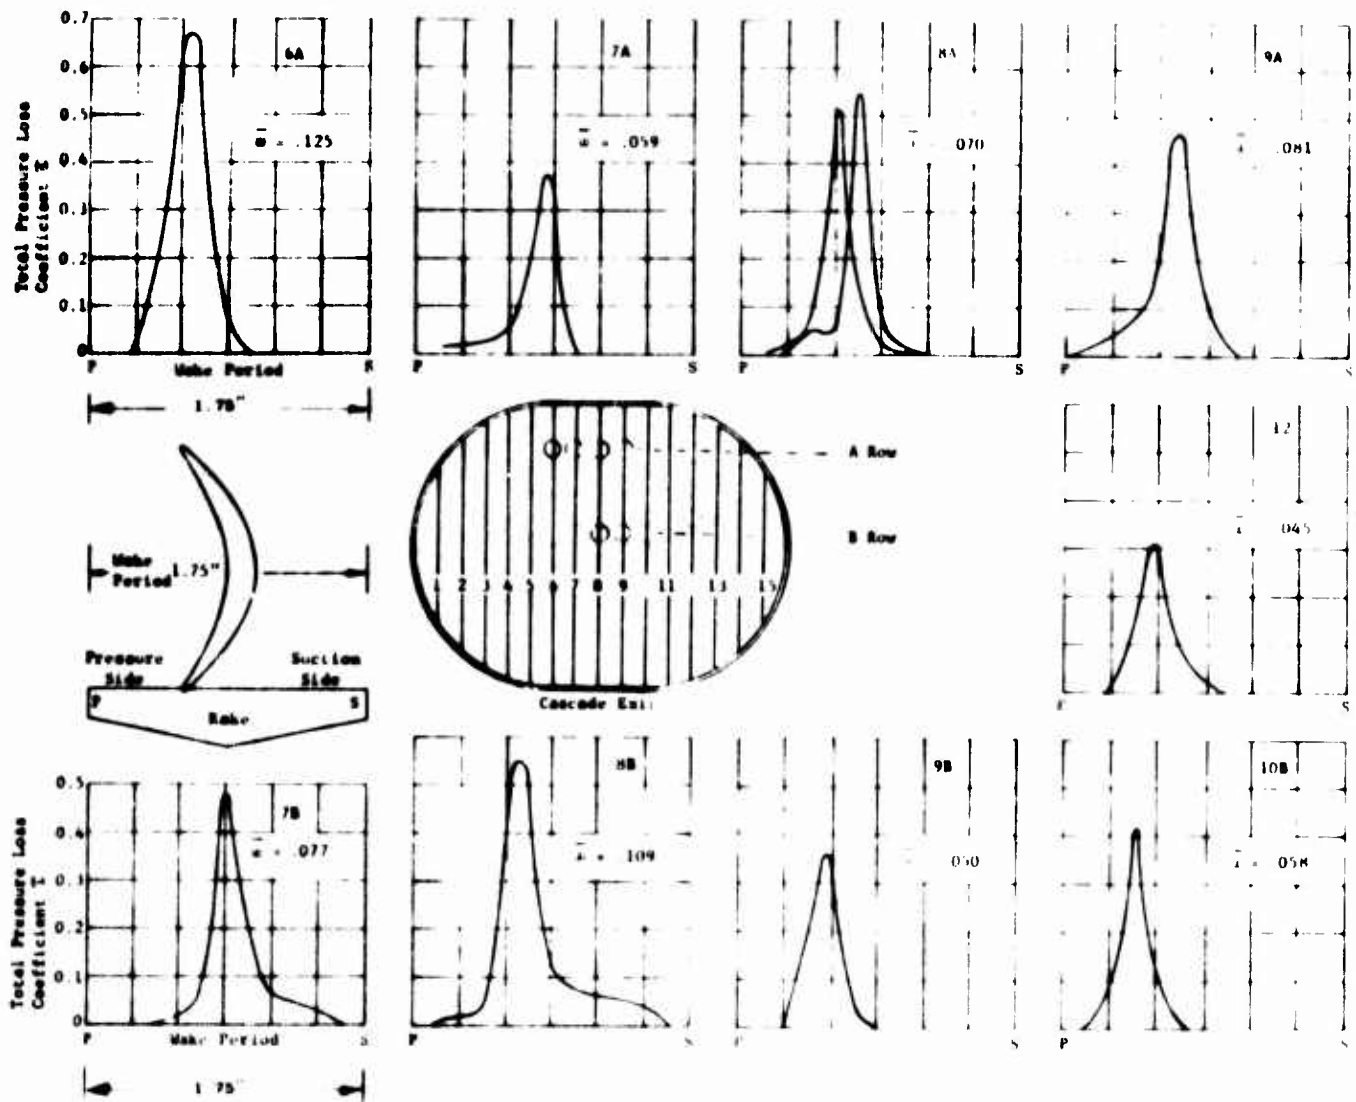 0.7
0.6
0.5
0.4
0.3
0.2
0.1
0
Total Pressure Loss
Coefficient
6A
= .125
P
Wake Period
S
1.75"
7A
= .059
P
S
8A
.070
P
S
9A
.081
P
S
Wake
Period
1.75"
Pressure
Side
Suction
Side
P
S
Rake
A Row
B Row
1 2 3 4 5 6 7 8 9 11 13 15
Cascade
12
.045
0.5
0.4
0.3
0.2
0.1
0
Total Pressure Loss
Coefficient
7B
= .077
P
Wake Period
S
1.75"
8B
= .109
P
S
9B
.050
P
S
10B
= .058
P
S